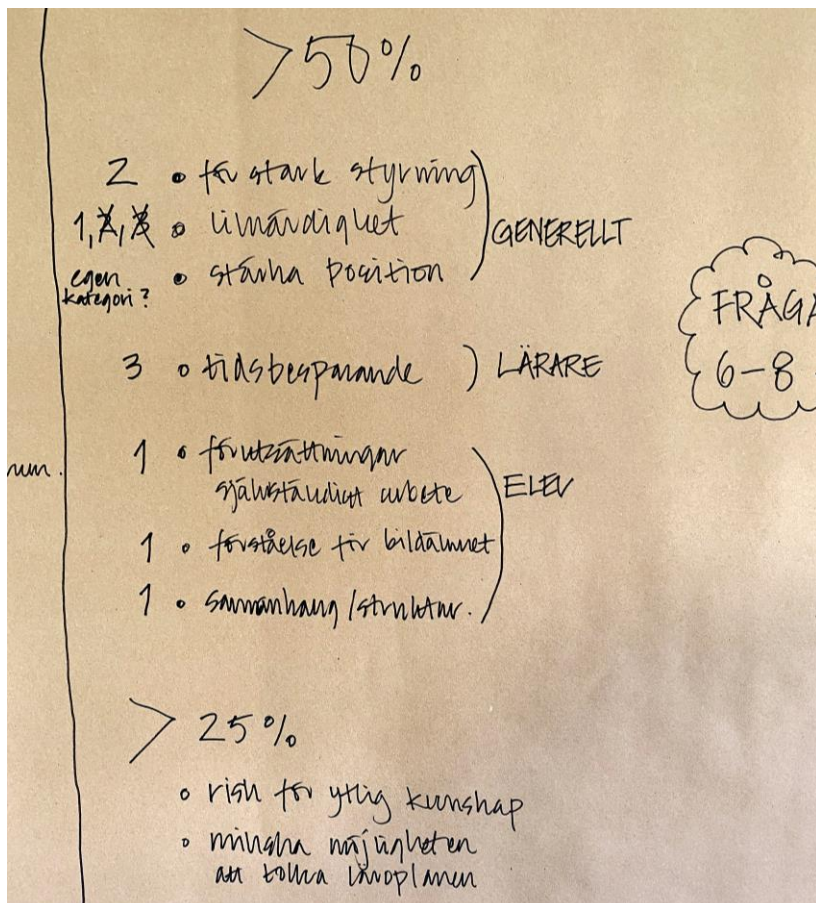 >50%
2 • för stark styrning
1, 2, 3 • likvärdighet
GENERELLT
egen kategori? • stärka position
FRÅGA
6-8
3 • tidsbesparande ) LÄRARE
num.
1 • förutsättningar
självständigt arbete
ELEV
1 • förståelse för bildämnet
1 • sammanhang/struktur.
>25%
• risk för ytlig kunskap
• minska möjligheten
att tolka läroplanen